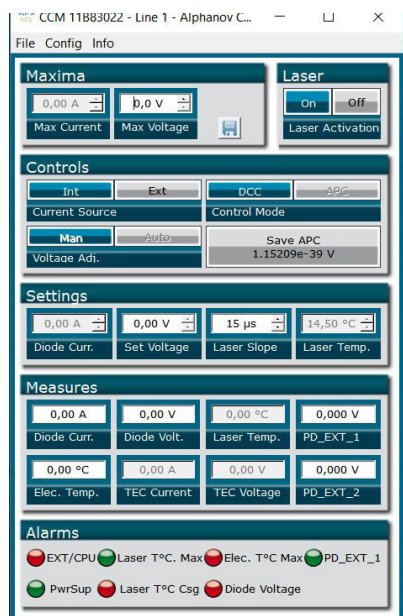 CCM 11B83022 - Line 1 - Alphanov C...
File Config Info
Maxima
Laser
0,00 A
0,0 V
On Off
Max Current Max Voltage
Laser Activation
Controls
Int Ext
DCC APC
Current Source
Control Mode
Man Auto
Save APC
1.15209e-39 V
Voltage Adj.
Settings
0,00 A 0,00 V 15 µs 14,50 °C
Diode Curr. Set Voltage Laser Slope Laser Temp.
Measures
0,00 A 0,00 V 0,00 °C 0,000 V
Diode Curr. Diode Volt. Laser Temp. PD_EXT_1
0,00 °C 0,00 A 0,00 V 0,000 V
Elec. Temp. TEC Current TEC Voltage PD_EXT_2
Alarms
EXT/CPU Laser T°C. Max Elec. T°C Max PD_EXT_1
PwrSup Laser T°C Csg Diode Voltage